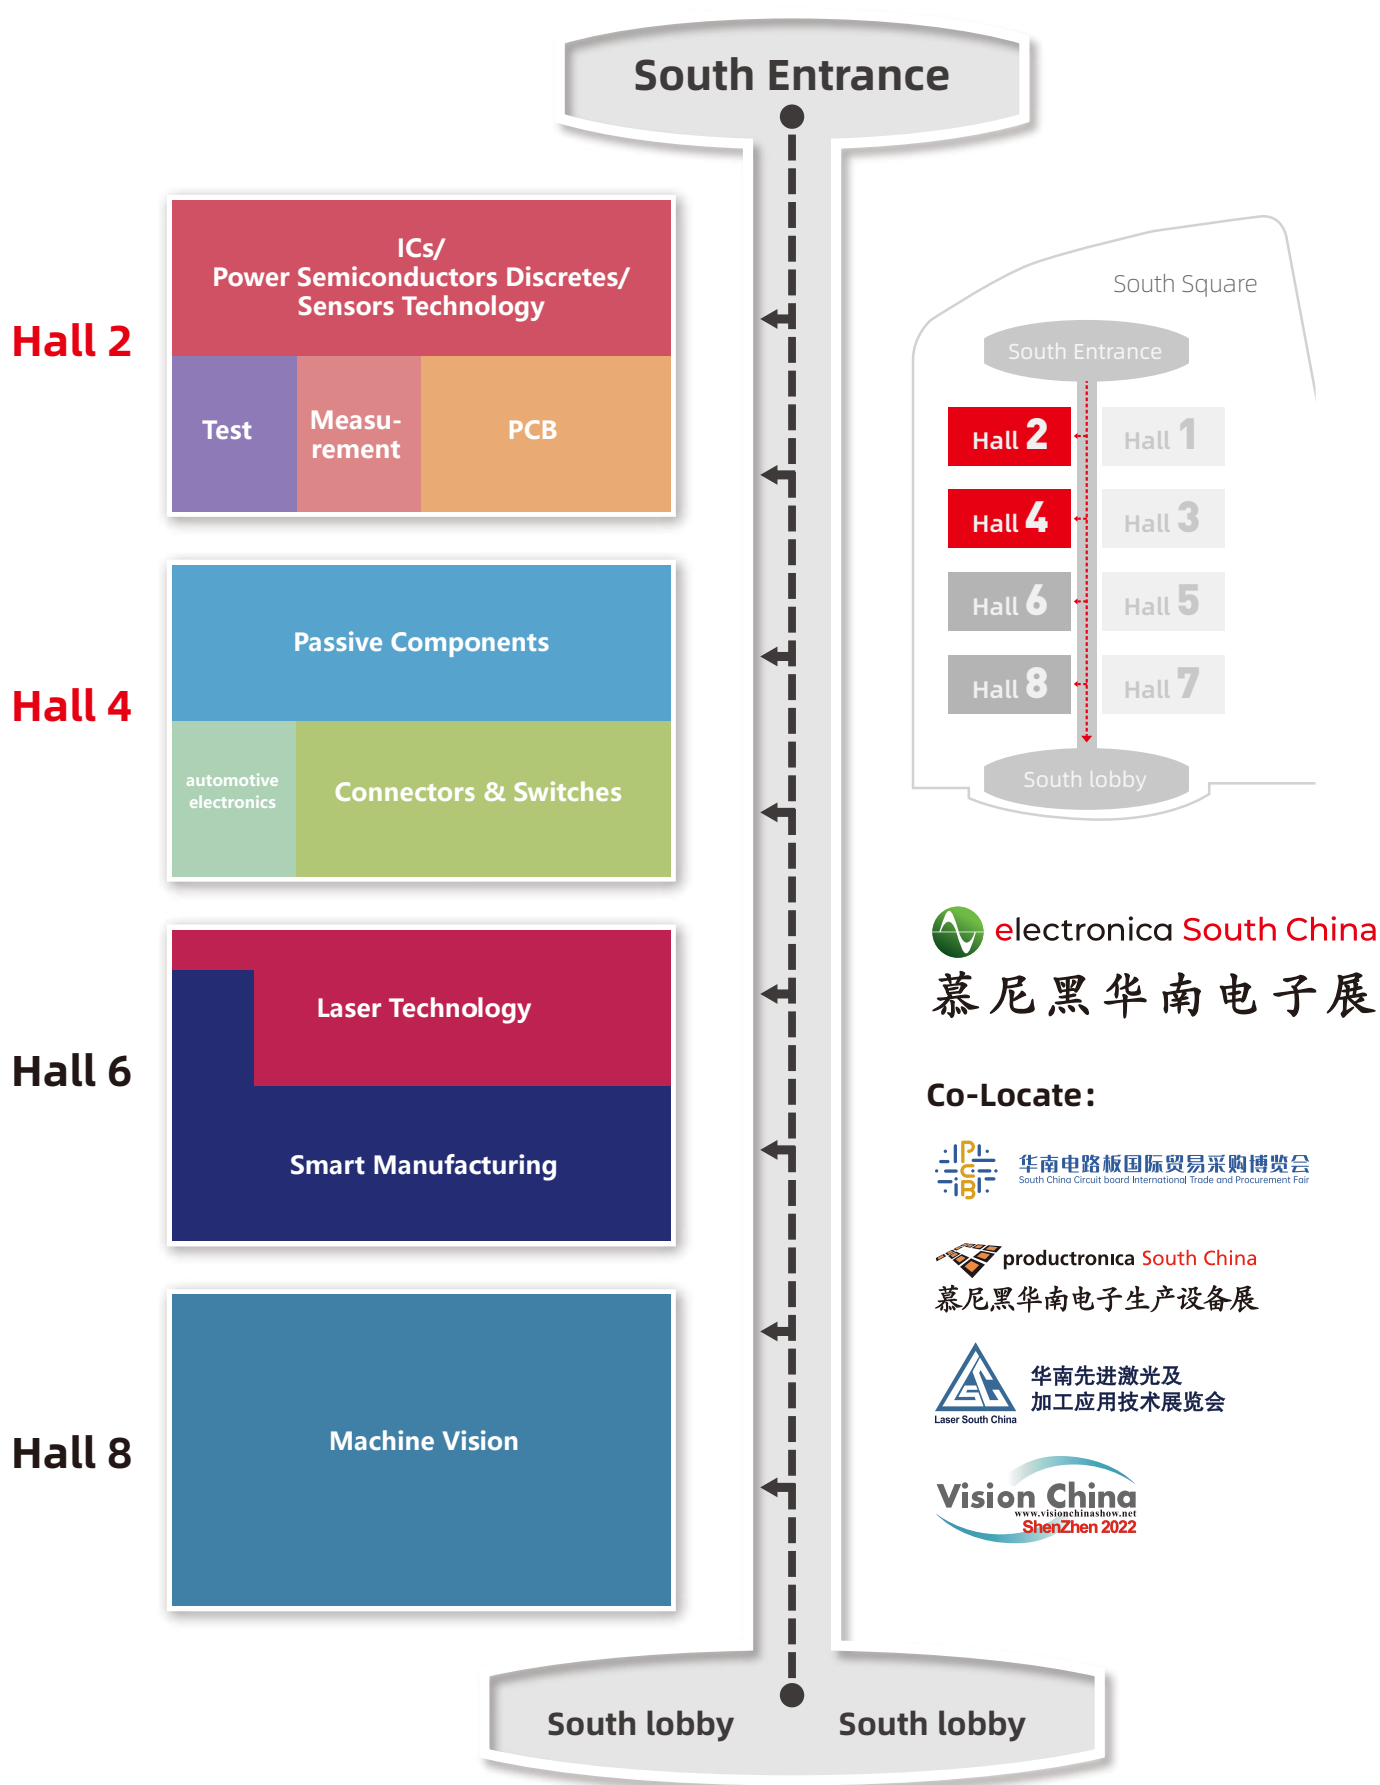 South Entrance
Hall 2
ICs/
Power Semiconductors Discretes/
Sensors Technology
Test
Measu-
rement
PCB
Hall 4
Passive Components
automotive
electronics
Connectors & Switches
Hall 6
Laser Technology
Smart Manufacturing
Hall 8
Machine Vision
South lobby
South lobby
South Square
South Entrance
Hall 2
Hall 1
Hall 4
Hall 3
Hall 6
Hall 5
Hall 8
Hall 7
South lobby
electronica South China
慕尼黑华南电子展
Co-Locate:
PCB
华南电路板国际贸易采购博览会
South China Circuit board International Trade and Procurement Fair
productronica South China
慕尼黑华南电子生产设备展
Laser South China
华南先进激光及
加工应用技术展览会
Vision China
www.visionchinashow.net
ShenZhen 2022